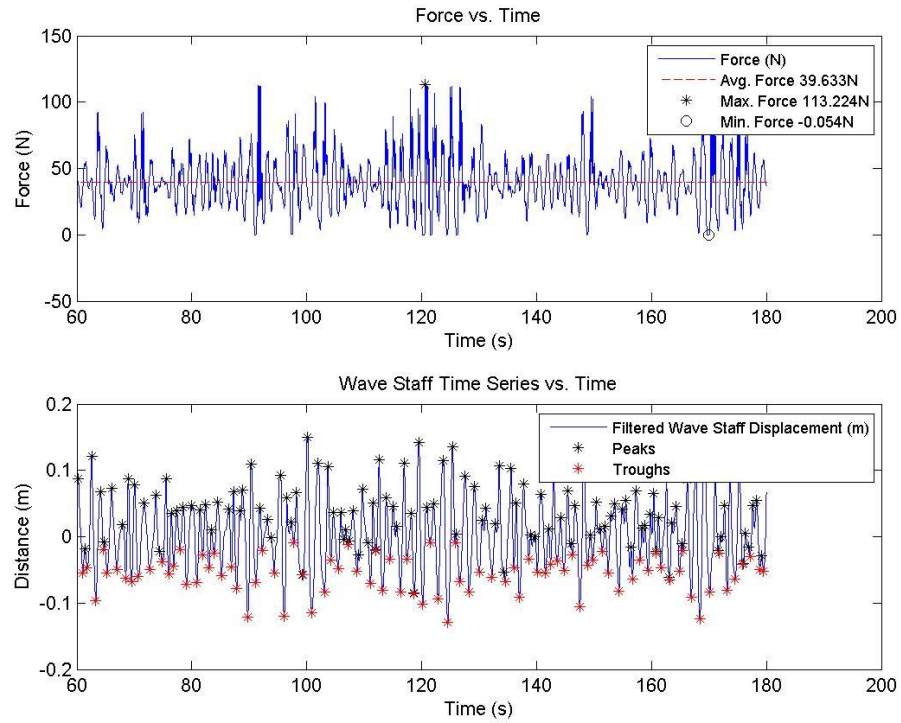 Force vs. Time
150
100
50
0
-50
Force (N)
Force (N)
Avg. Force 39.633N
Max. Force 113.224N
Min. Force -0.054N
60 80 100 120 140 160 180 200
Time (s)
Wave Staff Time Series vs. Time
0.2
0.1
0
-0.1
-0.2
Distance (m)
Filtered Wave Staff Displacement (m)
Peaks
Troughs
60 80 100 120 140 160 180 200
Time (s)